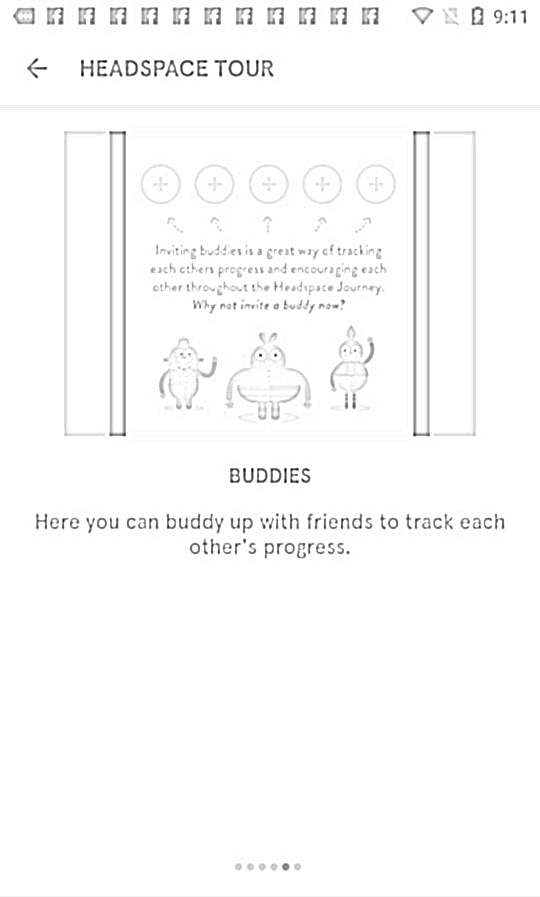 9:11
HEADSPACE TOUR
Inviting buddies is a great way of tracking
each others progress and encouraging each
other throughout the Headspace Journey.
Why not invite a buddy now?
BUDDIES
Here you can buddy up with friends to track each
other's progress.